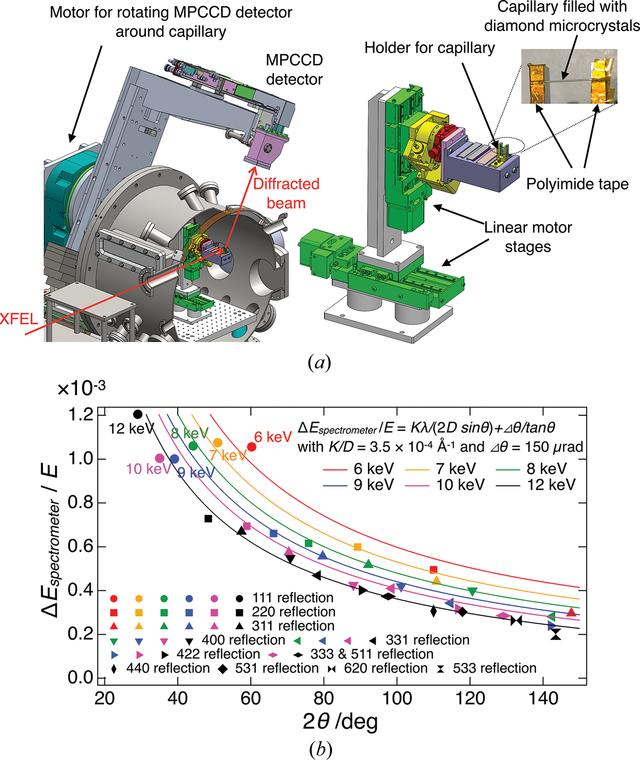 Motor for rotating MPCCD detector
around capillary
MPCCD
detector
Diffracted
beam
XFEL
Capillary filled with
diamond microcrystals
Holder for capillary
Polyimide tape
Linear motor
stages
(a)
×10⁻³
ΔE_spectrometer / E
1.2
1.0
0.8
0.6
0.4
0.2
12 keV
8 keV
7 keV
6 keV
10 keV
9 keV
ΔE_spectrometer/E = Kλ/(2D sinθ)+Δθ/tanθ
with K/D = 3.5 × 10⁻⁴ Å⁻¹ and Δθ = 150 μrad
6 keV 7 keV 8 keV
9 keV 10 keV 12 keV
111 reflection
220 reflection
311 reflection
400 reflection 331 reflection
422 reflection 333 & 511 reflection
440 reflection 531 reflection 620 reflection 533 reflection
20 40 60 80 100 120 140
2θ /deg
(b)